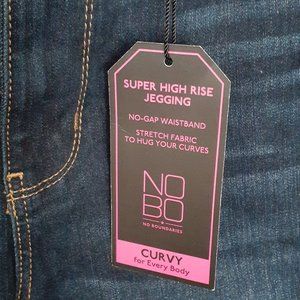 SUPER HIGH RISE
JEGGING
NO-GAP WAISTBAND
STRETCH FABRIC
TO HUG YOUR CURVES
NO
BO
NO BOUNDARIES
CURVY
for Every Body